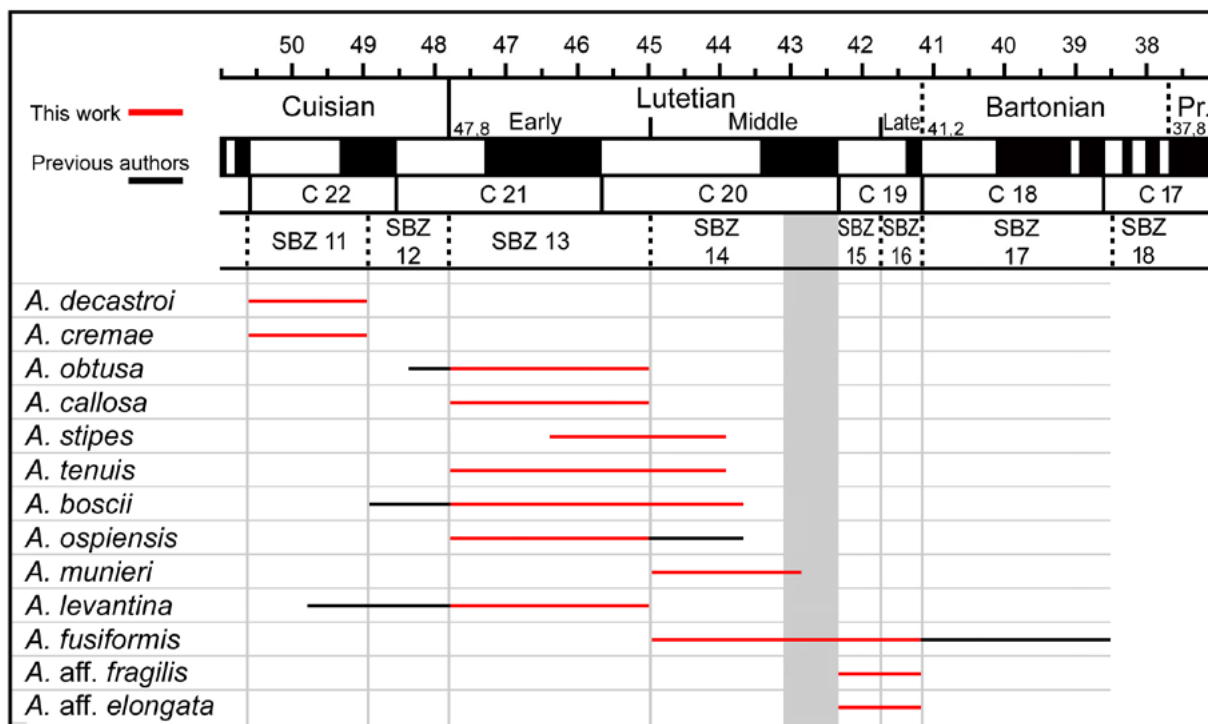 50 49 48 47 46 45 44 43 42 41 40 39 38
This work
Previous authors
Cuisian Lutetian Bartonian Pr.
47,8 Early Middle Late 41,2 37,8
C 22 C 21 C 20 C 19 C 18 C 17
SBZ 11 SBZ 12 SBZ 13 SBZ 14 SBZ 15 SBZ 16 SBZ 17 SBZ 18
A. decastroi
A. cremae
A. obtusa
A. callosa
A. stipes
A. tenuis
A. boscii
A. ospiensis
A. munieri
A. levantina
A. fusiformis
A. aff. fragilis
A. aff. elongata